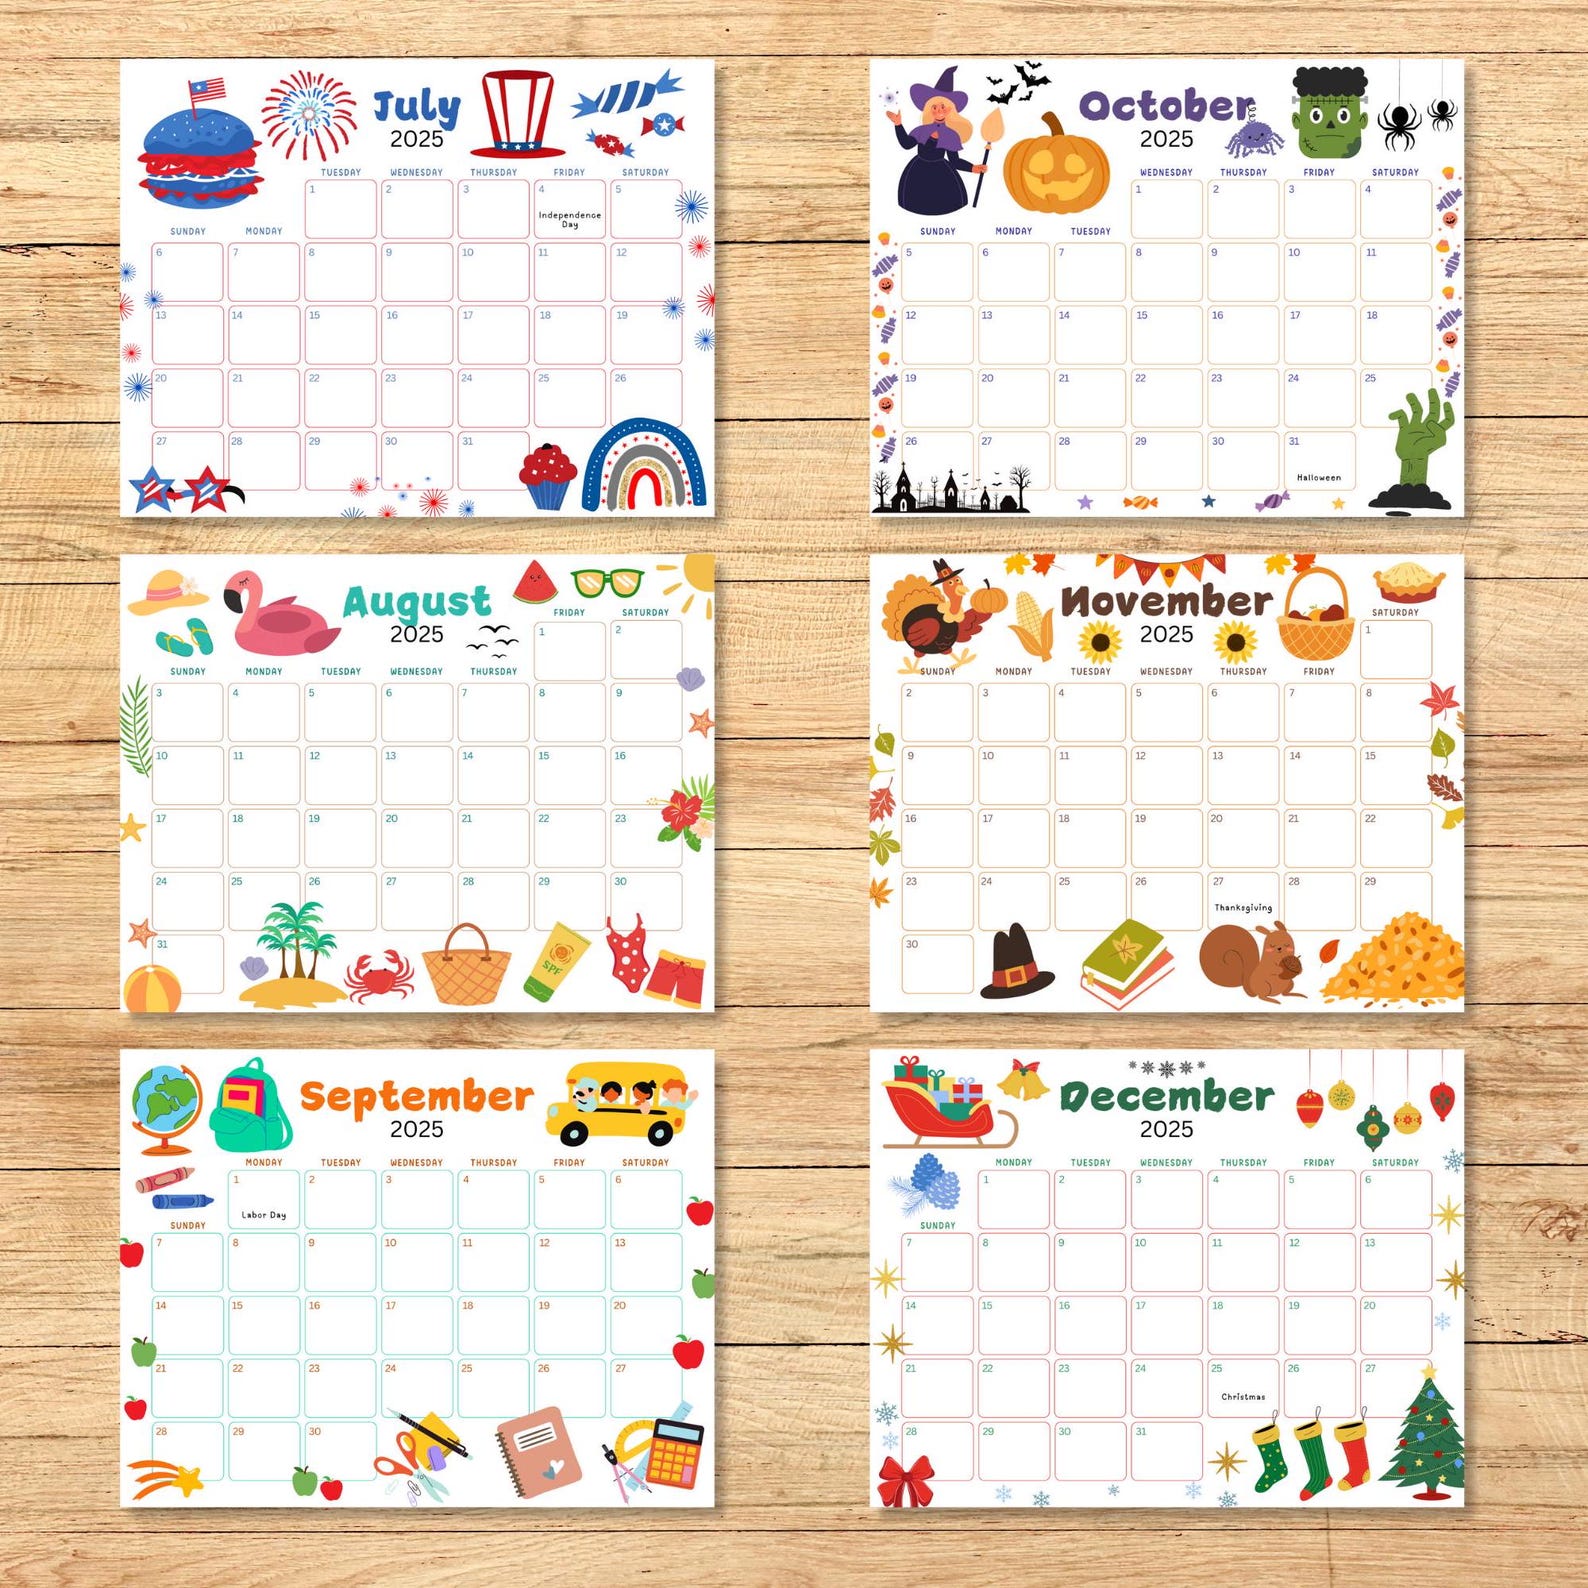 July
2025
TUESDAY WEDNESDAY THURSDAY FRIDAY SATURDAY
1 2 3 4 5
Independence
Day
SUNDAY MONDAY
6 7 8 9 10 11 12
13 14 15 16 17 18 19
20 21 22 23 24 25 26
27 28 29 30 31
October
2025
WEDNESDAY THURSDAY FRIDAY SATURDAY
1 2 3 4
SUNDAY MONDAY TUESDAY
5 6 7 8 9 10 11
12 13 14 15 16 17 18
19 20 21 22 23 24 25
26 27 28 29 30 31
Halloween
August
2025
FRIDAY SATURDAY
1 2
SUNDAY MONDAY TUESDAY WEDNESDAY THURSDAY
3 4 5 6 7 8 9
10 11 12 13 14 15 16
17 18 19 20 21 22 23
24 25 26 27 28 29 30
31
SPF
November
2025
SATURDAY
1
SUNDAY MONDAY TUESDAY WEDNESDAY THURSDAY FRIDAY
2 3 4 5 6 7 8
9 10 11 12 13 14 15
16 17 18 19 20 21 22
23 24 25 26 27 28 29
Thanksgiving
30
September
2025
MONDAY TUESDAY WEDNESDAY THURSDAY FRIDAY SATURDAY
1 2 3 4 5 6
Labor Day
SUNDAY
7 8 9 10 11 12 13
14 15 16 17 18 19 20
21 22 23 24 25 26 27
28 29 30
December
2025
MONDAY TUESDAY WEDNESDAY THURSDAY FRIDAY SATURDAY
1 2 3 4 5 6
SUNDAY
7 8 9 10 11 12 13
14 15 16 17 18 19 20
21 22 23 24 25 26 27
Christmas
28 29 30 31